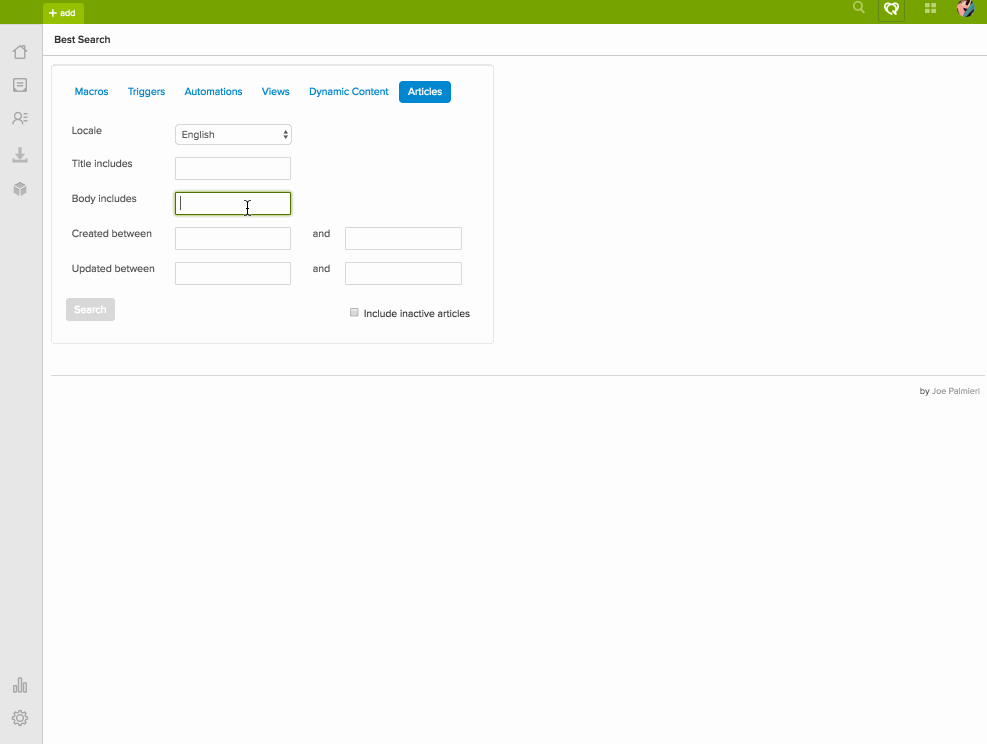 + add
Best Search
Macros Triggers Automations Views Dynamic Content Articles
Locale English
Title includes
Body includes
Created between and
Updated between and
Search Include inactive articles
by Joe Palmieri